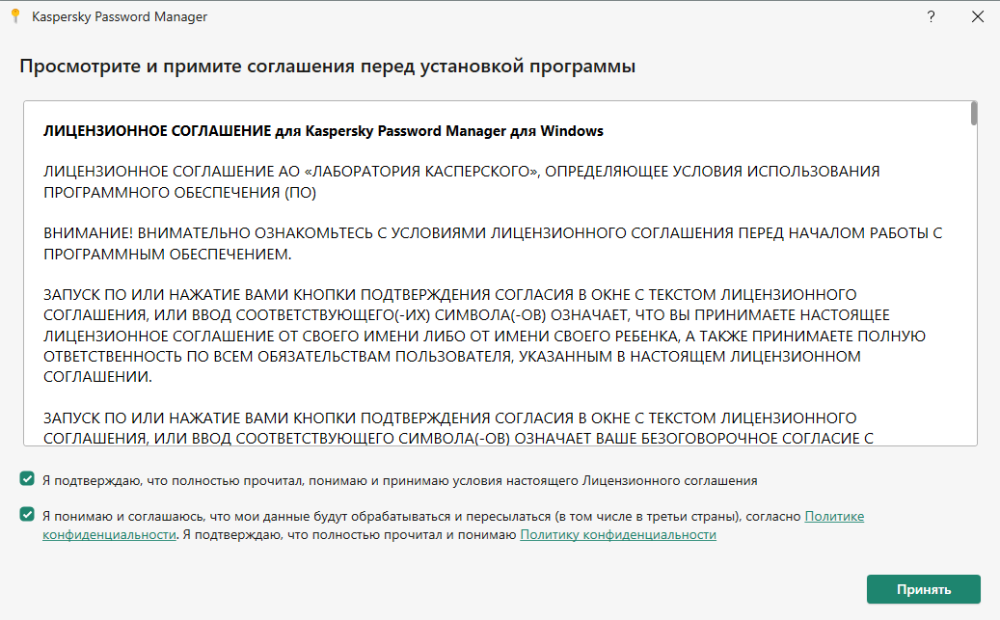 Kaspersky Password Manager
?
Просмотрите и примите соглашения перед установкой программы
ЛИЦЕНЗИОННОЕ СОГЛАШЕНИЕ для Kaspersky Password Manager для Windows
ЛИЦЕНЗИОННОЕ СОГЛАШЕНИЕ АО «ЛАБОРАТОРИЯ КАСПЕРСКОГО», ОПРЕДЕЛЯЮЩЕЕ УСЛОВИЯ ИСПОЛЬЗОВАНИЯ
ПРОГРАММНОГО ОБЕСПЕЧЕНИЯ (ПО)
ВНИМАНИЕ! ВНИМАТЕЛЬНО ОЗНАКОМЬТЕСЬ С УСЛОВИЯМИ ЛИЦЕНЗИОННОГО СОГЛАШЕНИЯ ПЕРЕД НАЧАЛОМ РАБОТЫ С
ПРОГРАММНЫМ ОБЕСПЕЧЕНИЕМ.
ЗАПУСК ПО ИЛИ НАЖАТИЕ ВАМИ КНОПКИ ПОДТВЕРЖДЕНИЯ СОГЛАСИЯ В ОКНЕ С ТЕКСТОМ ЛИЦЕНЗИОННОГО
СОГЛАШЕНИЯ, ИЛИ ВВОД СООТВЕТСТВУЮЩЕГО(-ИХ) СИМВОЛА(-ОВ) ОЗНАЧАЕТ, ЧТО ВЫ ПРИНИМАЕТЕ НАСТОЯЩЕЕ
ЛИЦЕНЗИОННОЕ СОГЛАШЕНИЕ ОТ СВОЕГО ИМЕНИ ЛИБО ОТ ИМЕНИ СВОЕГО РЕБЕНКА, А ТАКЖЕ ПРИНИМАЕТЕ ПОЛНУЮ
ОТВЕТСТВЕННОСТЬ ПО ВСЕМ ОБЯЗАТЕЛЬСТВАМ ПОЛЬЗОВАТЕЛЯ, УКАЗАННЫМ В НАСТОЯЩЕМ ЛИЦЕНЗИОННОМ
СОГЛАШЕНИИ.
ЗАПУСК ПО ИЛИ НАЖАТИЕ ВАМИ КНОПКИ ПОДТВЕРЖДЕНИЯ СОГЛАСИЯ В ОКНЕ С ТЕКСТОМ ЛИЦЕНЗИОННОГО
СОГЛАШЕНИЯ, ИЛИ ВВОД СООТВЕТСТВУЮЩЕГО СИМВОЛА(-ОВ) ОЗНАЧАЕТ ВАШЕ БЕЗОГОВОРОЧНОЕ СОГЛАСИЕ С
Я подтверждаю, что полностью прочитал, понимаю и принимаю условия настоящего Лицензионного соглашения
Я понимаю и соглашаюсь, что мои данные будут обрабатываться и пересылаться (в том числе в третьи страны), согласно Политике
конфиденциальности. Я подтверждаю, что полностью прочитал и понимаю Политику конфиденциальности
Принять